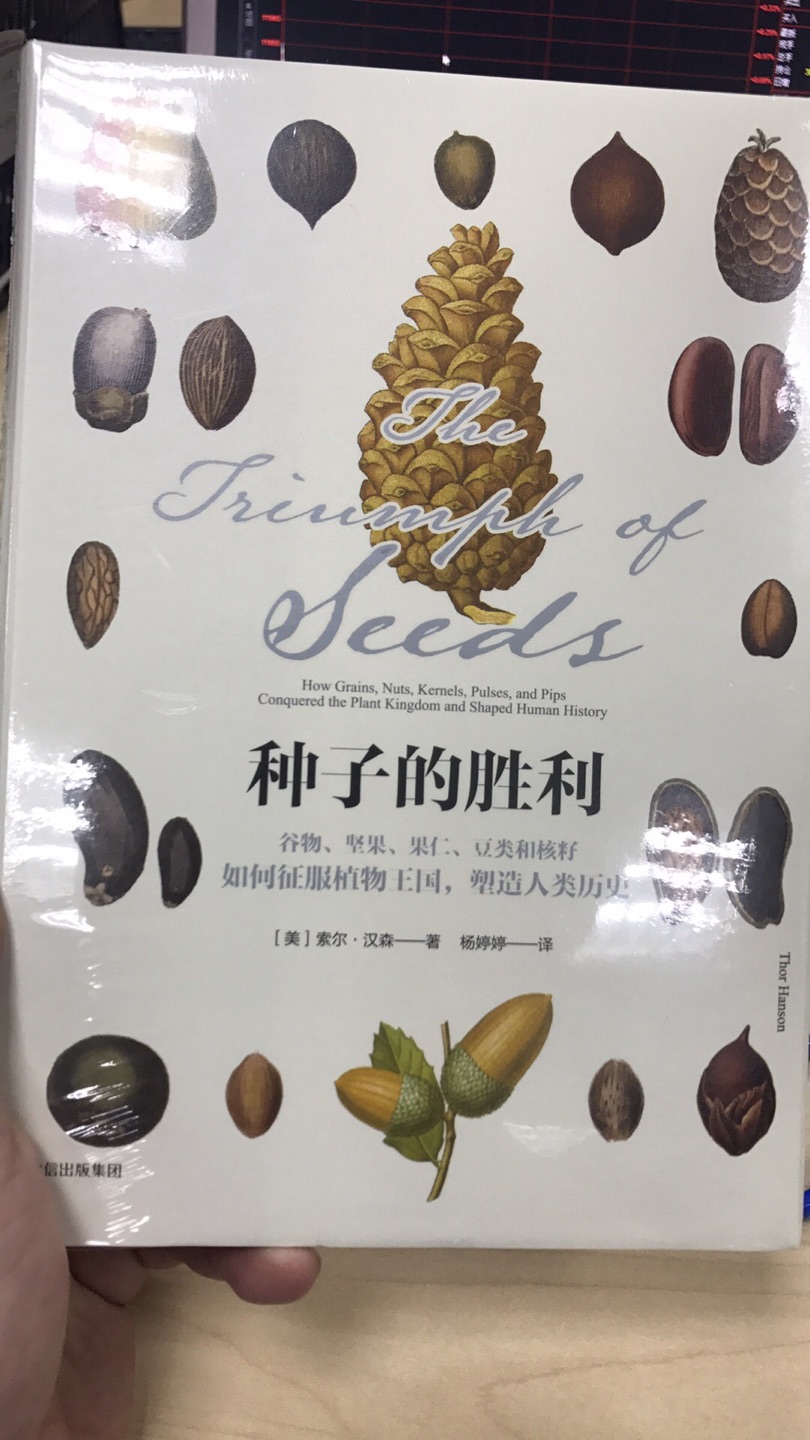 The
Triumph of
Seeds
How Grains, Nuts, Kernels, Pulses, and Pips
Conquered the Plant Kingdom and Shaped Human History
种子的胜利
谷物、坚果、果仁、豆类和核籽
如何征服植物王国，塑造人类历史
[美]索尔·汉森——著 杨婷婷——译
Thor Hanson
信出版集团